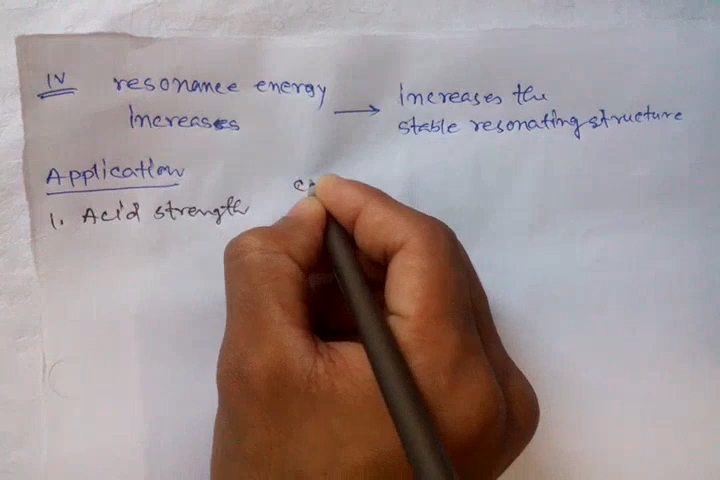 IV resonance energy increases → increases the
stable resonating structure
Application
1. Acid strength